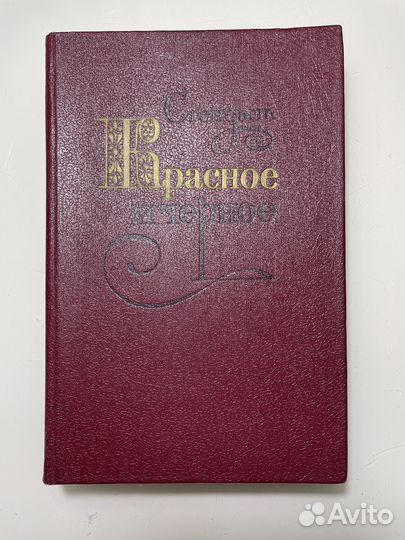 Стендаль
Красное
и черное
Avito